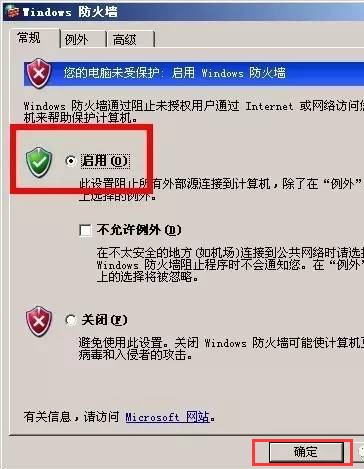 Windows 防火墙
常规 例外 高级
您的电脑未受保护: 启用 Windows 防火墙
Windows 防火墙通过阻止未授权用户通过 Internet 或网络访问您
机来帮助保护计算机。
启用(O)
此设置阻止所有外部源连接到计算机，除了在“例外”
上选择的例外。
不允许例外(D)
在不太安全的地方(如机场)连接到公共网络时请选择
Windows 防火墙阻止程序时不会通知您。在“例外”
上的选择将被忽略。
关闭(F)
避免使用此设置。关闭 Windows 防火墙可能使计算机
病毒和入侵者的攻击。
有关信息，请访问 Microsoft 网站。
确定